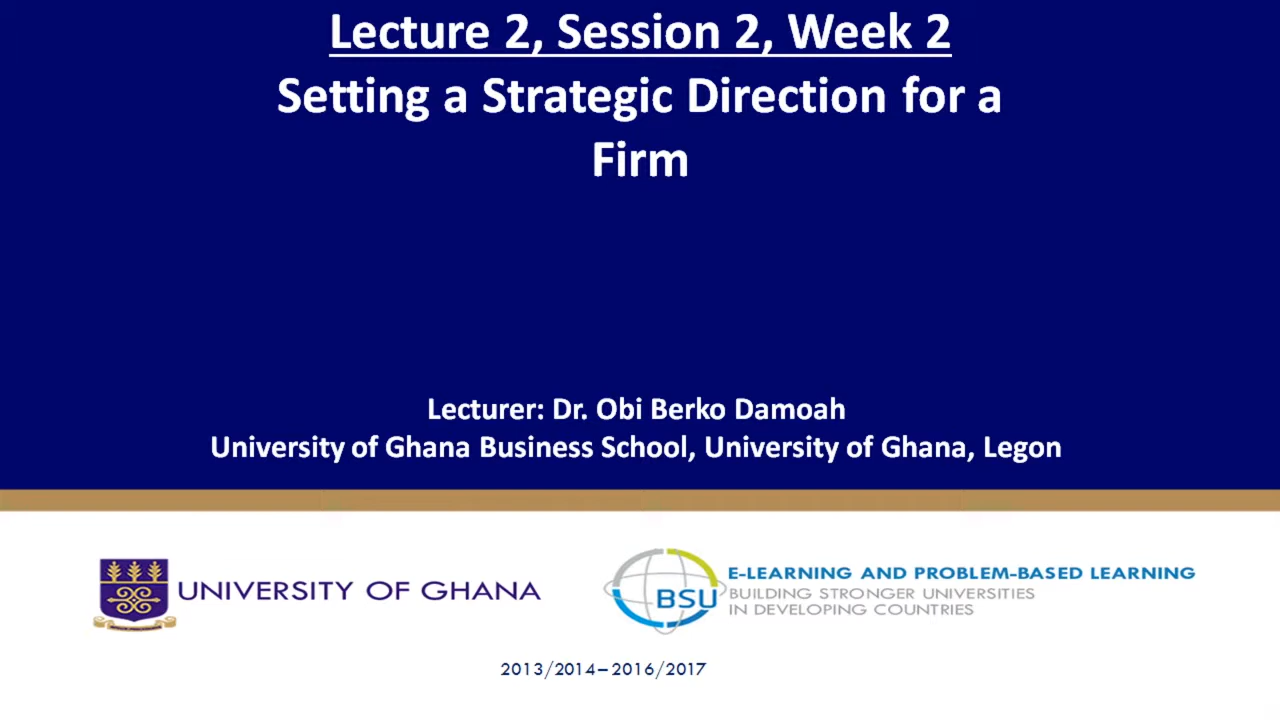 Lecture 2, Session 2, Week 2
Setting a Strategic Direction for a
Firm
Lecturer: Dr. Obi Berko Damoah
University of Ghana Business School, University of Ghana, Legon
UNIVERSITY OF GHANA
BSU
E-LEARNING AND PROBLEM-BASED LEARNING
BUILDING STRONGER UNIVERSITIES
IN DEVELOPING COUNTRIES
2013/2014–2016/2017